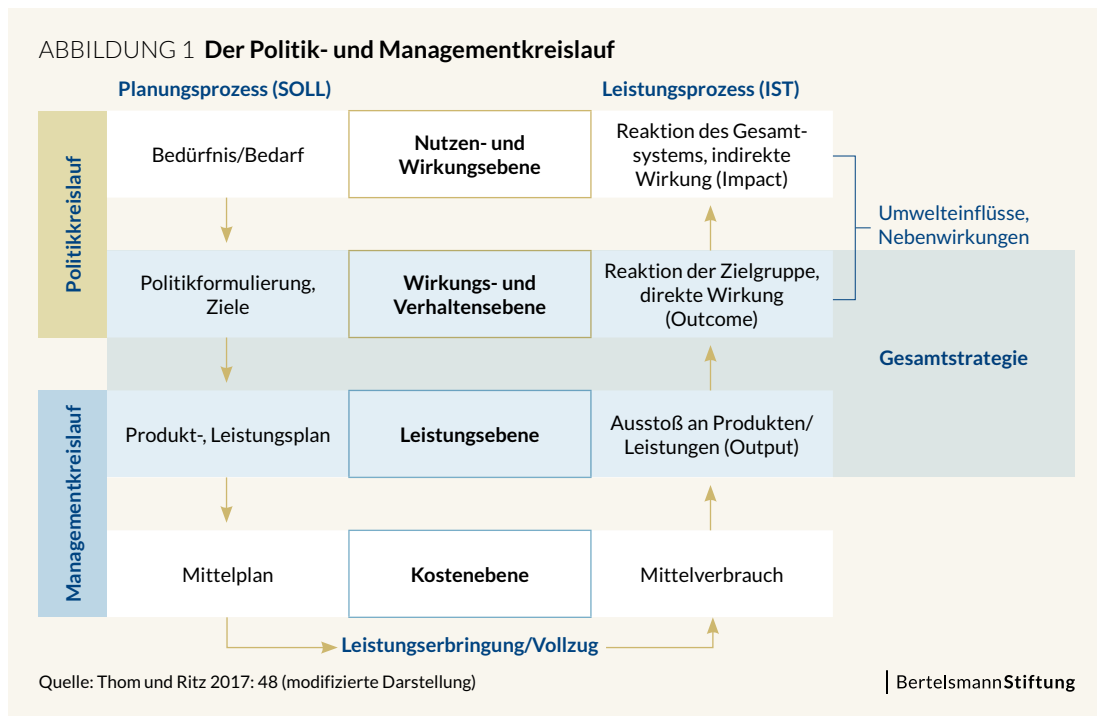 ABBILDUNG 1 Der Politik- und Managementkreislauf
Planungsprozess (SOLL)
Leistungsprozess (IST)
Politikkreislauf
Bedürfnis/Bedarf
Nutzen- und
Wirkungsebene
Reaktion des Gesamt-
systems, indirekte
Wirkung (Impact)
Umwelteinflüsse,
Nebenwirkungen
Politikformulierung,
Ziele
Wirkungs- und
Verhaltensebene
Reaktion der Zielgruppe,
direkte Wirkung
(Outcome)
Gesamtstrategie
Managementkreislauf
Produkt-, Leistungsplan
Leistungsebene
Ausstoß an Produkten/
Leistungen (Output)
Mittelplan
Kostenebene
Mittelverbrauch
Leistungserbringung/Vollzug
Quelle: Thom und Ritz 2017: 48 (modifizierte Darstellung)
BertelsmannStiftung